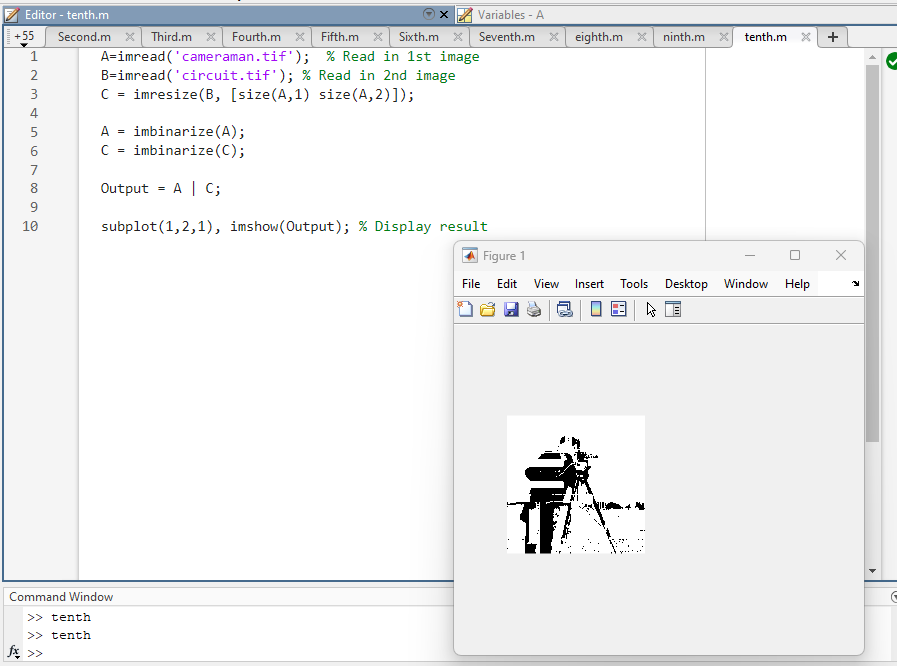 Editor - tenth.m
Variables - A
+55 Second.m Third.m Fourth.m Fifth.m Sixth.m Seventh.m eighth.m ninth.m tenth.m +
1 A=imread('cameraman.tif'); % Read in 1st image
2 B=imread('circuit.tif'); % Read in 2nd image
3 C = imresize(B, [size(A,1) size(A,2)]);
4
5 A = imbinarize(A);
6 C = imbinarize(C);
7
8 Output = A | C;
9
10 subplot(1,2,1), imshow(Output); % Display result
Figure 1
File Edit View Insert Tools Desktop Window Help
Command Window
>> tenth
>> tenth
fx >>